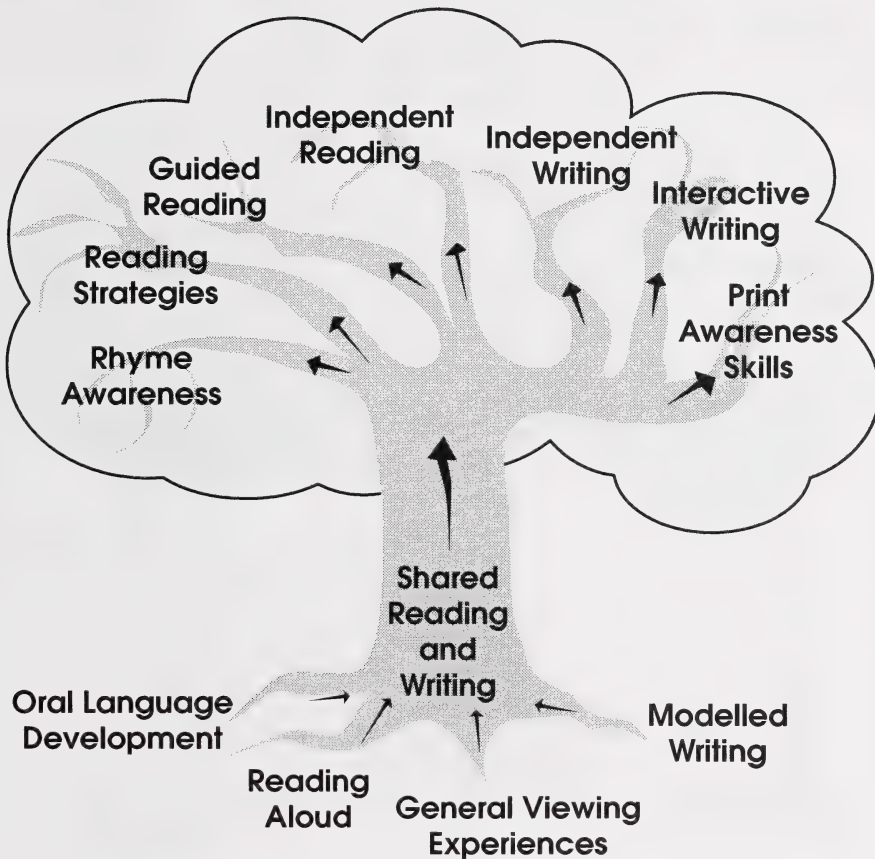 Independent
Reading
Independent
Writing
Guided
Reading
Interactive
Writing
Reading
Strategies
Print
Awareness
Skills
Rhyme
Awareness
Shared
Reading
and
Writing
Oral Language
Development
Modelled
Writing
Reading
Aloud
General Viewing
Experiences